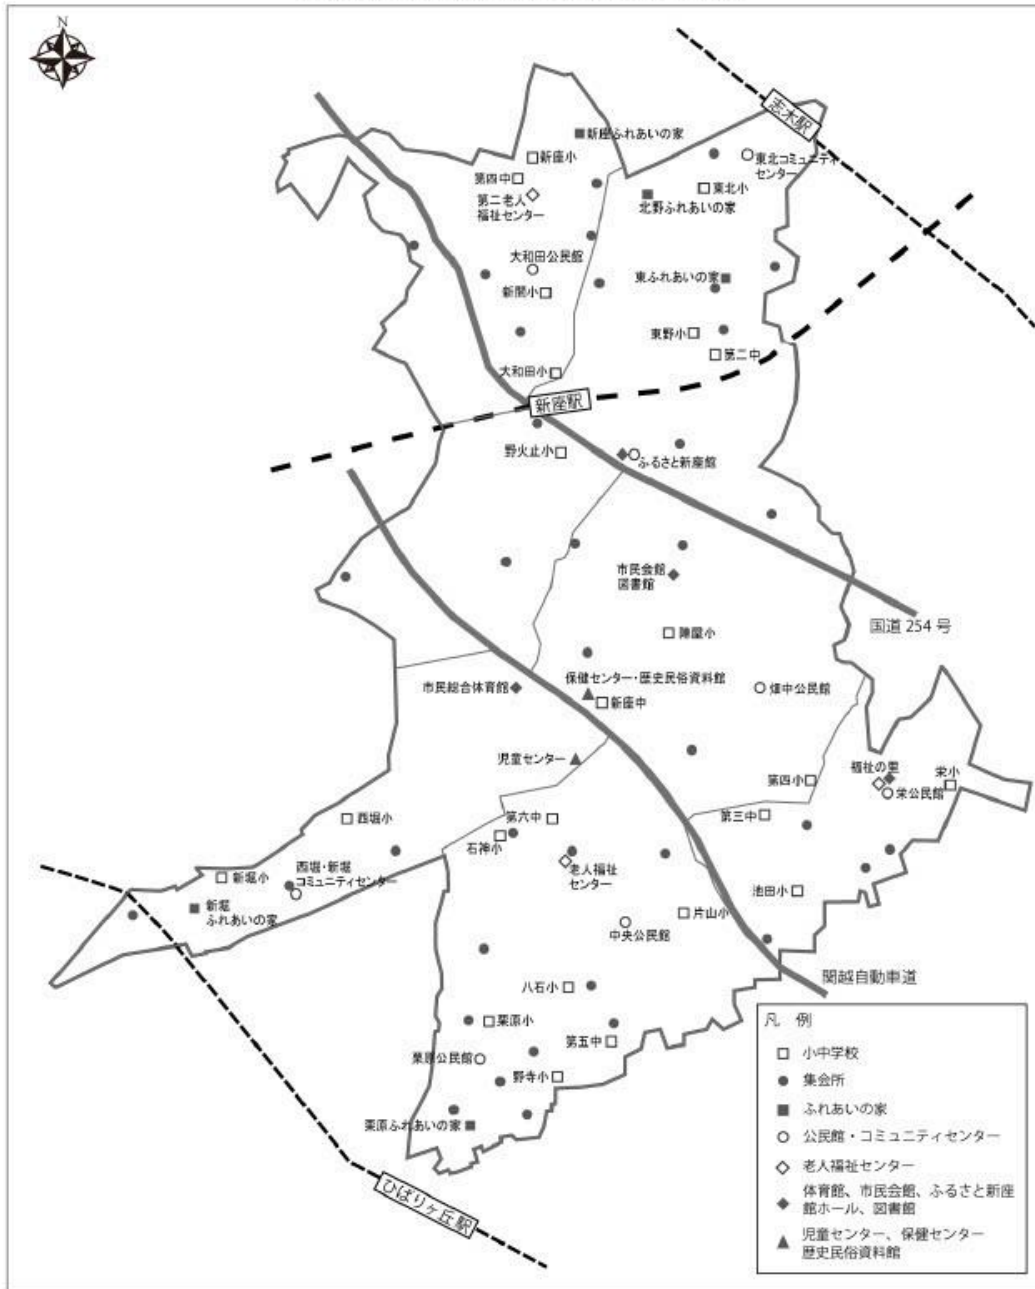 N
志木駅
新座ふれあいの家
新座小
東北コミュニティ
センター
第四中
東北小
第二老人
福祉センター
北野ふれあいの家
大和田公民館
東ふれあいの家
新開小
東野小
第二中
大和田小
新座駅
野火止小
ふるさと新座館
市民会館
図書館
国道254号
陣屋小
保健センター・歴史民俗資料館
市民総合体育館
畑中公民館
新座中
児童センター
福祉の里
栄小
第四小
栄公民館
西堀小
第六中
第三中
石神小
西堀・新堀
コミュニティセンター
老人福祉
センター
新堀小
池田小
新堀
ふれあいの家
片山小
中央公民館
関越自動車道
八石小
栗原小
第五中
栗原公民館
野寺小
栗原ふれあいの家
ひばりヶ丘駅
凡 例
小中学校
集会所
ふれあいの家
公民館・コミュニティセンター
老人福祉センター
体育館、市民会館、ふるさと新座
館ホール、図書館
児童センター、保健センター
歴史民俗資料館